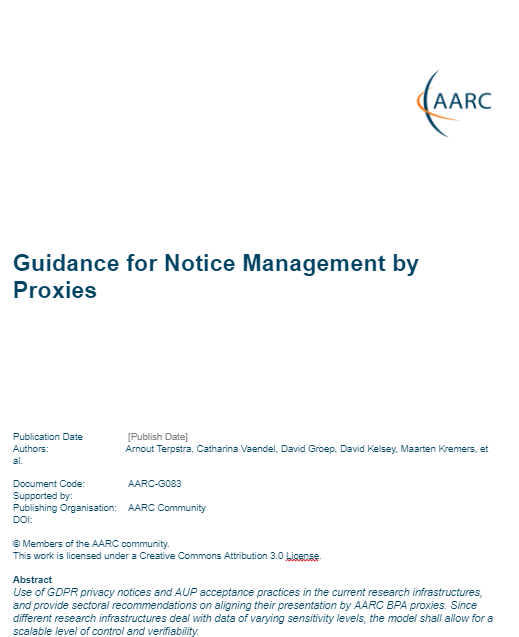 AARC
Guidance for Notice Management by
Proxies
Publication Date [Publish Date]
Authors: Arnout Terpstra, Catharina Vaendel, David Groep, David Kelsey, Maarten Kremers, et
al.
Document Code: AARC-G083
Supported by:
Publishing Organisation: AARC Community
DOI:
© Members of the AARC community.
This work is licensed under a Creative Commons Attribution 3.0 License.
Abstract
Use of GDPR privacy notices and AUP acceptance practices in the current research infrastructures,
and provide sectoral recommendations on aligning their presentation by AARC BPA proxies. Since
different research infrastructures deal with data of varying sensitivity levels, the model shall allow for a
scalable level of control and verifiability.